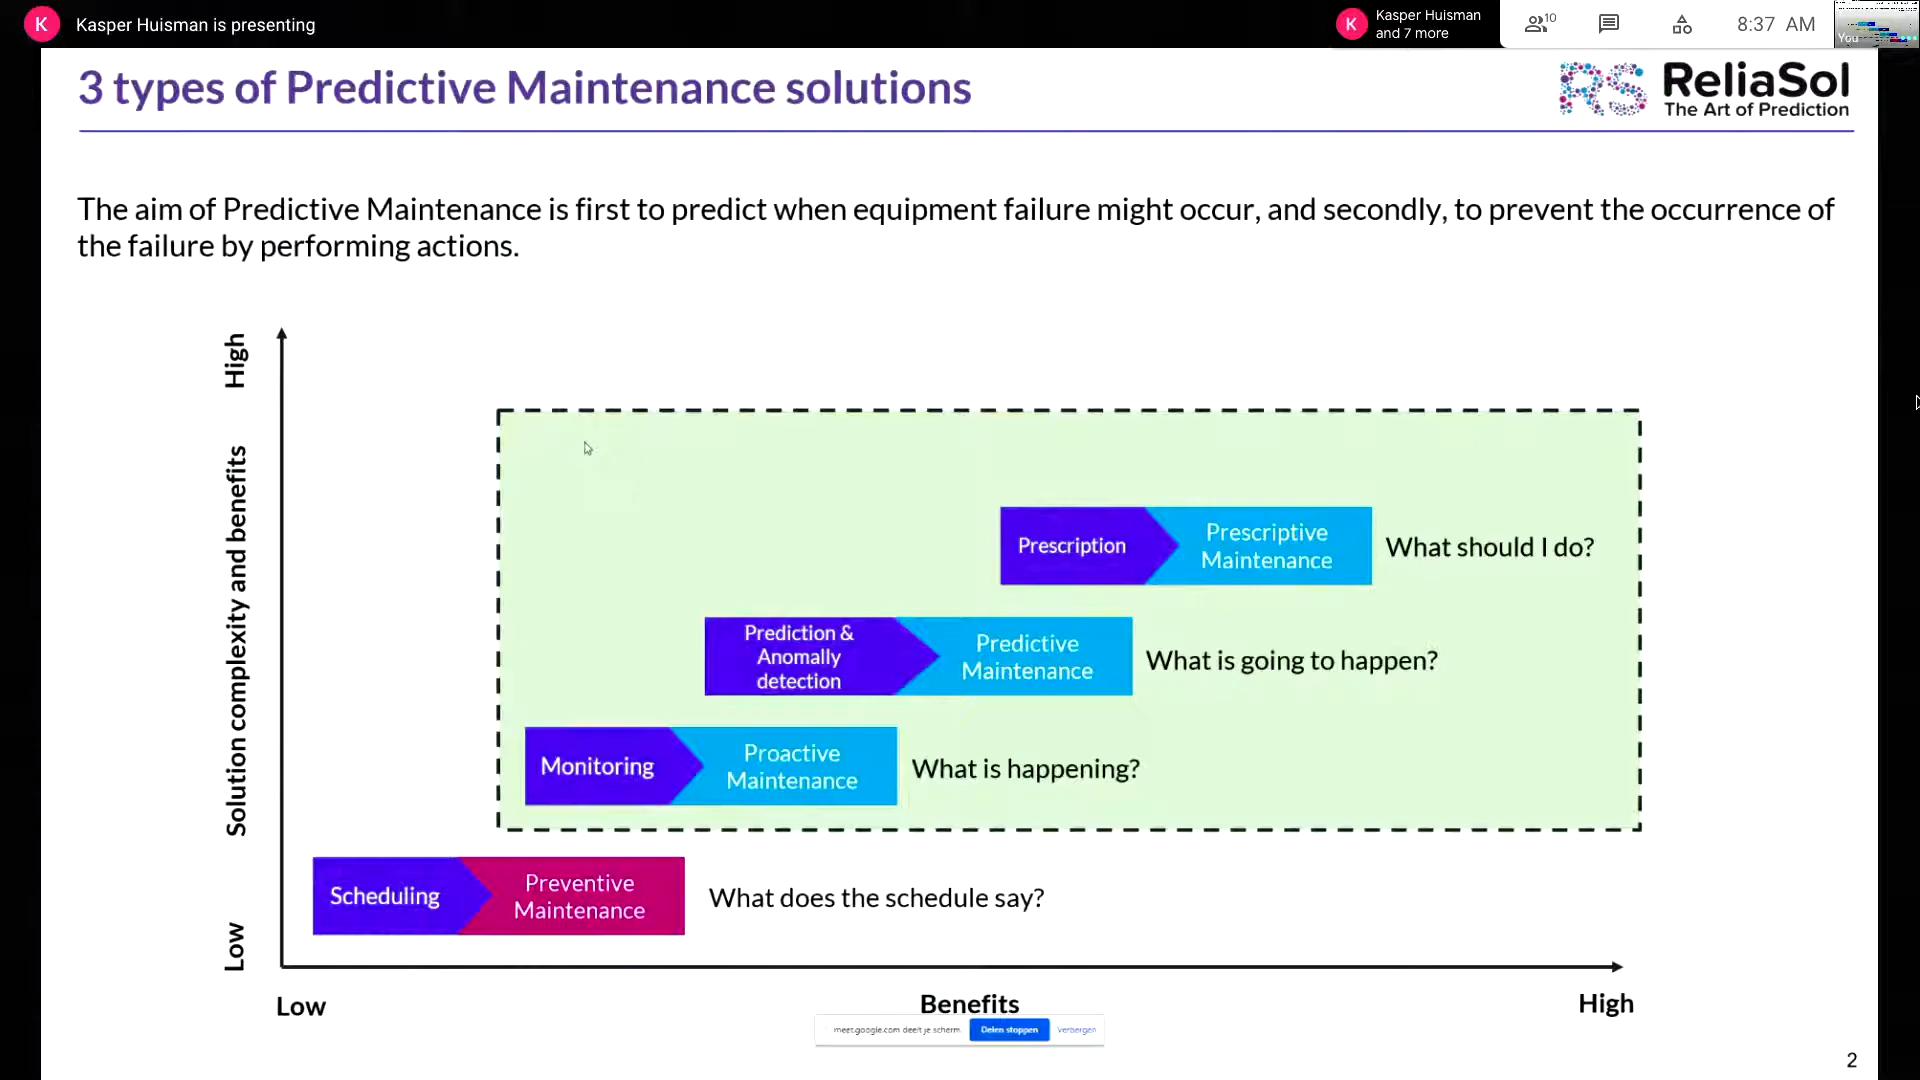 K
Kasper Huisman is presenting
K
Kasper Huisman
and 7 more
10
8:37 AM
You
3 types of Predictive Maintenance solutions
RS
ReliaSol
The Art of Prediction
The aim of Predictive Maintenance is first to predict when equipment failure might occur, and secondly, to prevent the occurrence of
the failure by performing actions.
High
Solution complexity and benefits
Low
Prescription
Prescriptive
Maintenance
What should I do?
Prediction &
Anomally
detection
Predictive
Maintenance
What is going to happen?
Monitoring
Proactive
Maintenance
What is happening?
Scheduling
Preventive
Maintenance
What does the schedule say?
Low
Benefits
High
meet.google.com deelt je scherm.
Delen stoppen
Verbergen
2